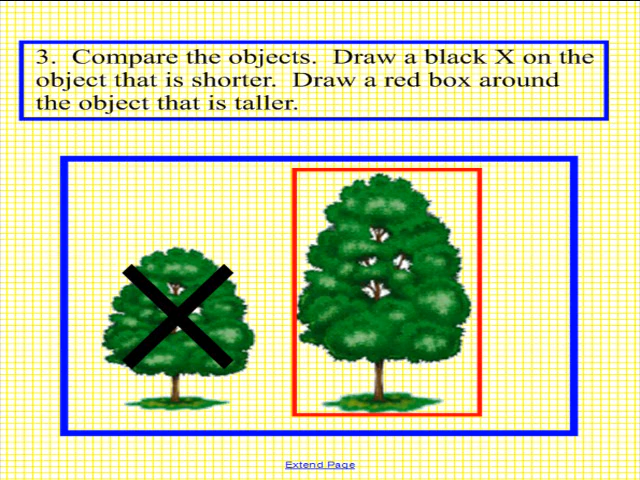 3. Compare the objects. Draw a black X on the
object that is shorter. Draw a red box around
the object that is taller.
Extend Page